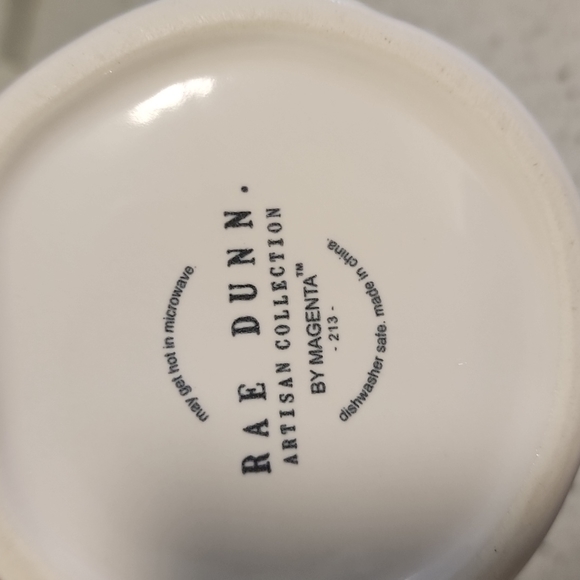 may get hot in microwave.
RAE DUNN.
ARTISAN COLLECTION
BY MAGENTA™
- 213 -
dishwasher safe. made in china.